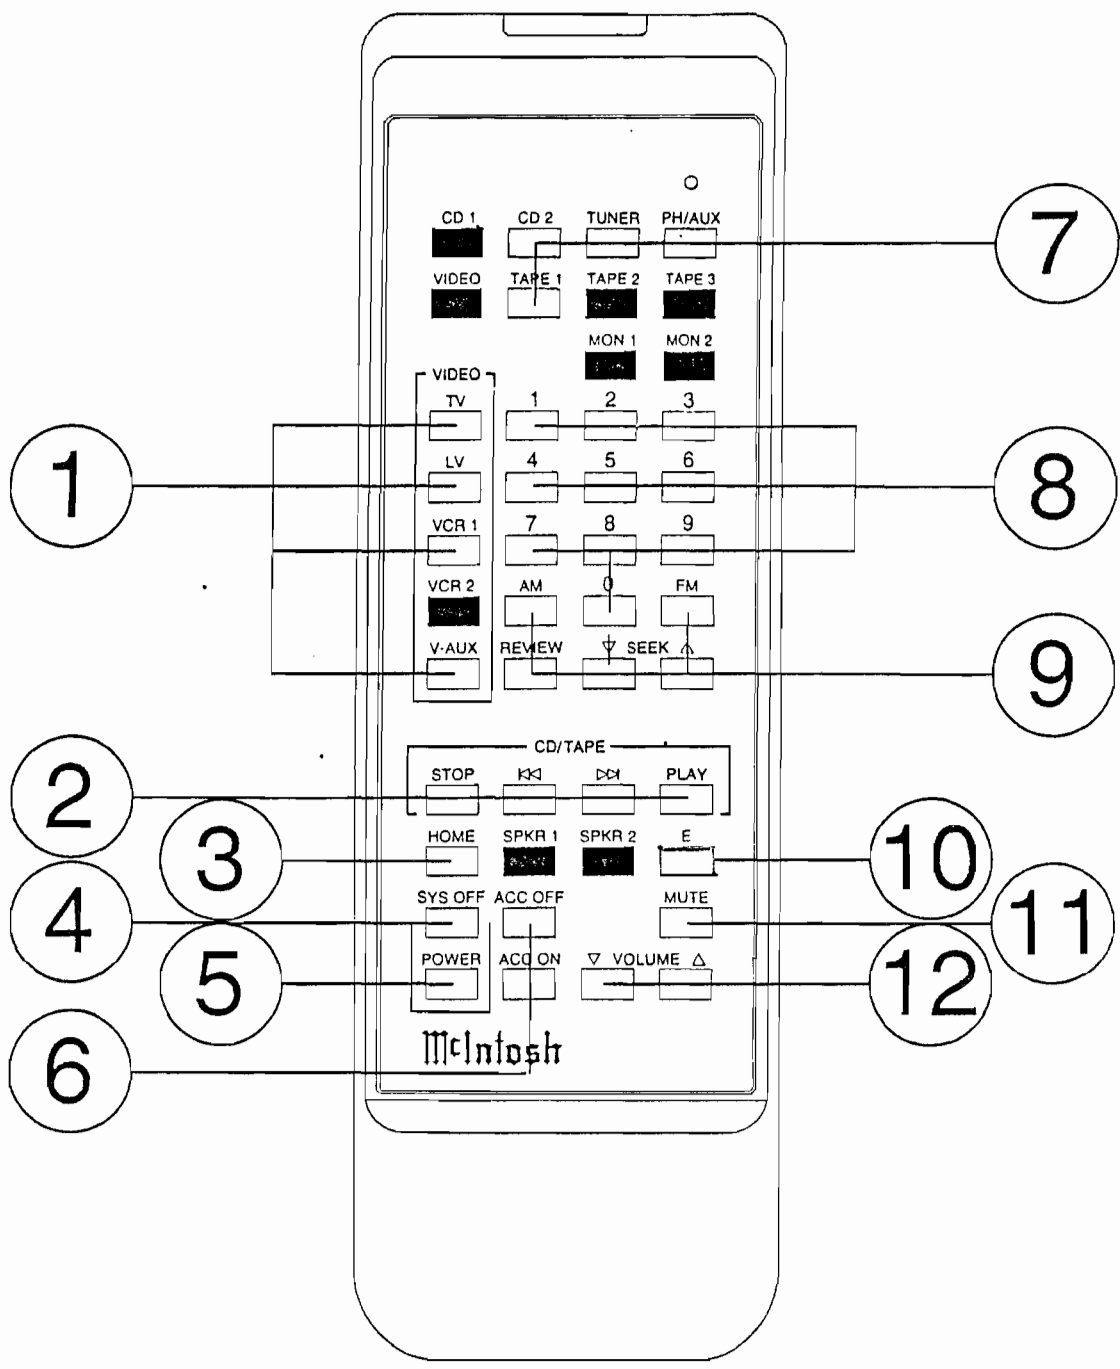 CD 1 CD 2 TUNER PH/AUX
7
VIDEO TAPE 1 TAPE 2 TAPE 3
MON 1 MON 2
VIDEO
TV 1 2 3
1
LV 4 5 6
8
VCR 1 7 8 9
VCR 2 AM 0 FM
V-AUX REVIEW SEEK
9
CD/TAPE
STOP PLAY
2
HOME SPKR 1 SPKR 2 E
3
10
SYS OFF ACC OFF MUTE
4
11
POWER ACC ON VOLUME
5
12
McIntosh
6